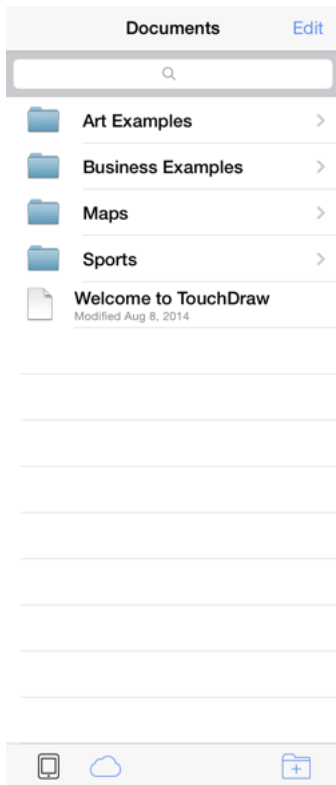 Documents
Edit
Art Examples
Business Examples
Maps
Sports
Welcome to TouchDraw
Modified Aug 8, 2014